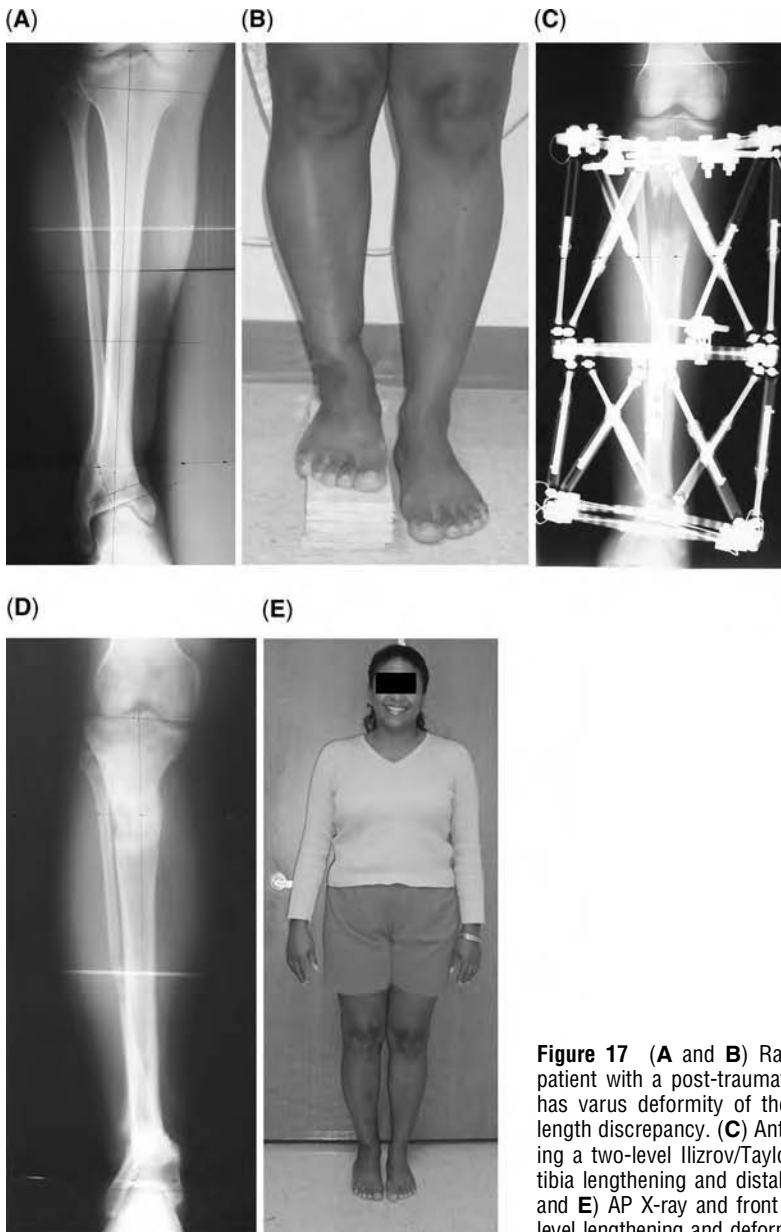 (A)
(B)
(C)
(D)
(E)
Figure 17 (A and B) Ra
patient with a post-traumat
has varus deformity of the
length discrepancy. (C) Ant
ing a two-level Ilizrov/Taylo
tibia lengthening and distal
and E) AP X-ray and front
level lengthening and deform